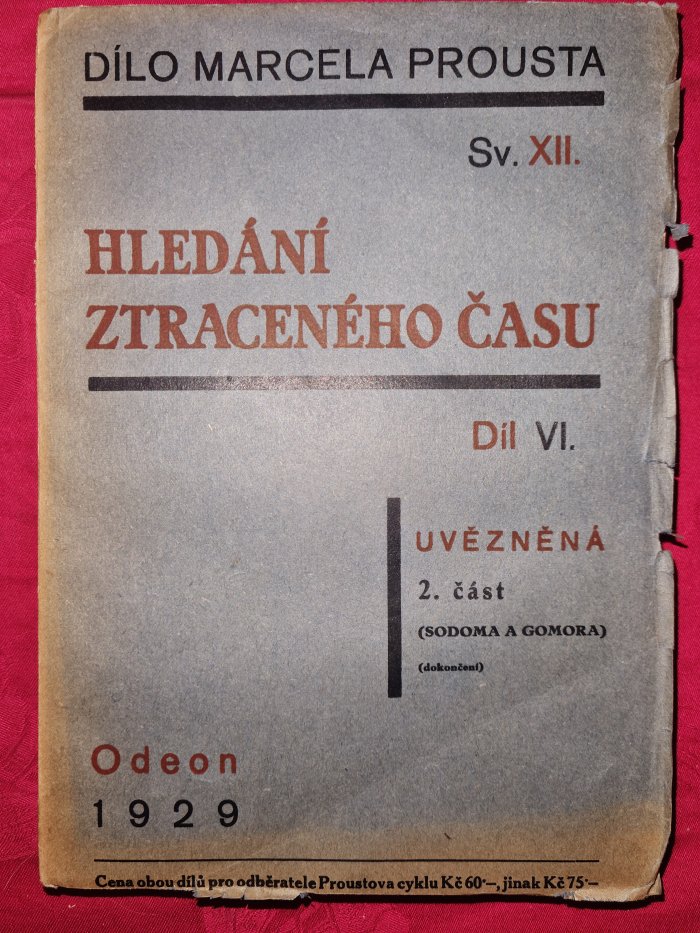 DÍLO MARCELA PROUSTA
Sv. XII.
HLEDÁNÍ
ZTRACENÉHO ČASU
Díl VI.
UVĚZNĚNÁ
2. část
(SODOMA A GOMORA)
(dokončení)
Odeon
1929
Cena obou dílů pro odběratele Proustova cyklu Kč 60·—, jinak Kč 75·—